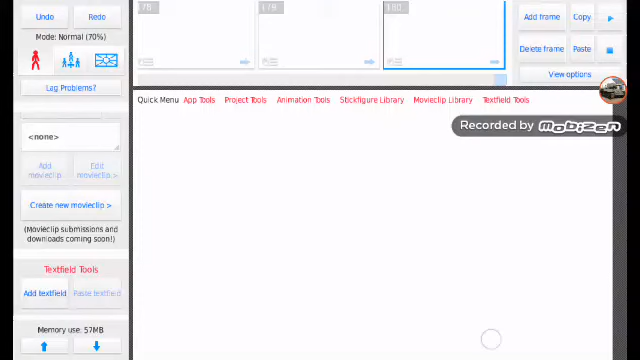 Undo Redo
Mode: Normal (70%)
Lag Problems?
<none>
Add movieclip
Edit movieclip >
Create new movieclip >
(Movieclip submissions and downloads coming soon!)
Textfield Tools
Add textfield Paste textfield
Memory use: 57MB
178 179 180
Add frame Copy
Delete frame Paste
View options
Quick Menu App Tools Project Tools Animation Tools Stickfigure Library Movieclip Library Textfield Tools
Recorded by Mobizen